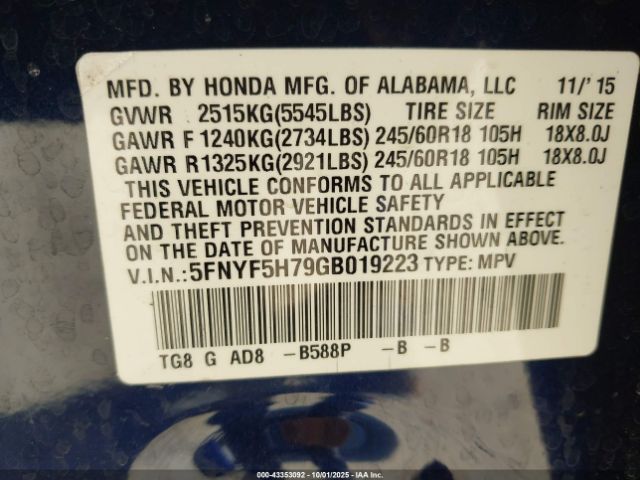 MFD. BY HONDA MFG. OF ALABAMA, LLC 11/'15
GVWR 2515KG(5545LBS) TIRE SIZE RIM SIZE
GAWR F 1240KG(2734LBS) 245/60R18 105H 18X8.0J
GAWR R 1325KG(2921LBS) 245/60R18 105H 18X8.0J
THIS VEHICLE CONFORMS TO ALL APPLICABLE
FEDERAL MOTOR VEHICLE SAFETY
AND THEFT PREVENTION STANDARDS IN EFFECT
ON THE DATE OF MANUFACTURE SHOWN ABOVE.
V.I.N.:5FNYF5H79GB019223 TYPE: MPV
TG8 G AD8 -B588P -B -B
000-43353092 - 10/01/2025 - IAAI.com